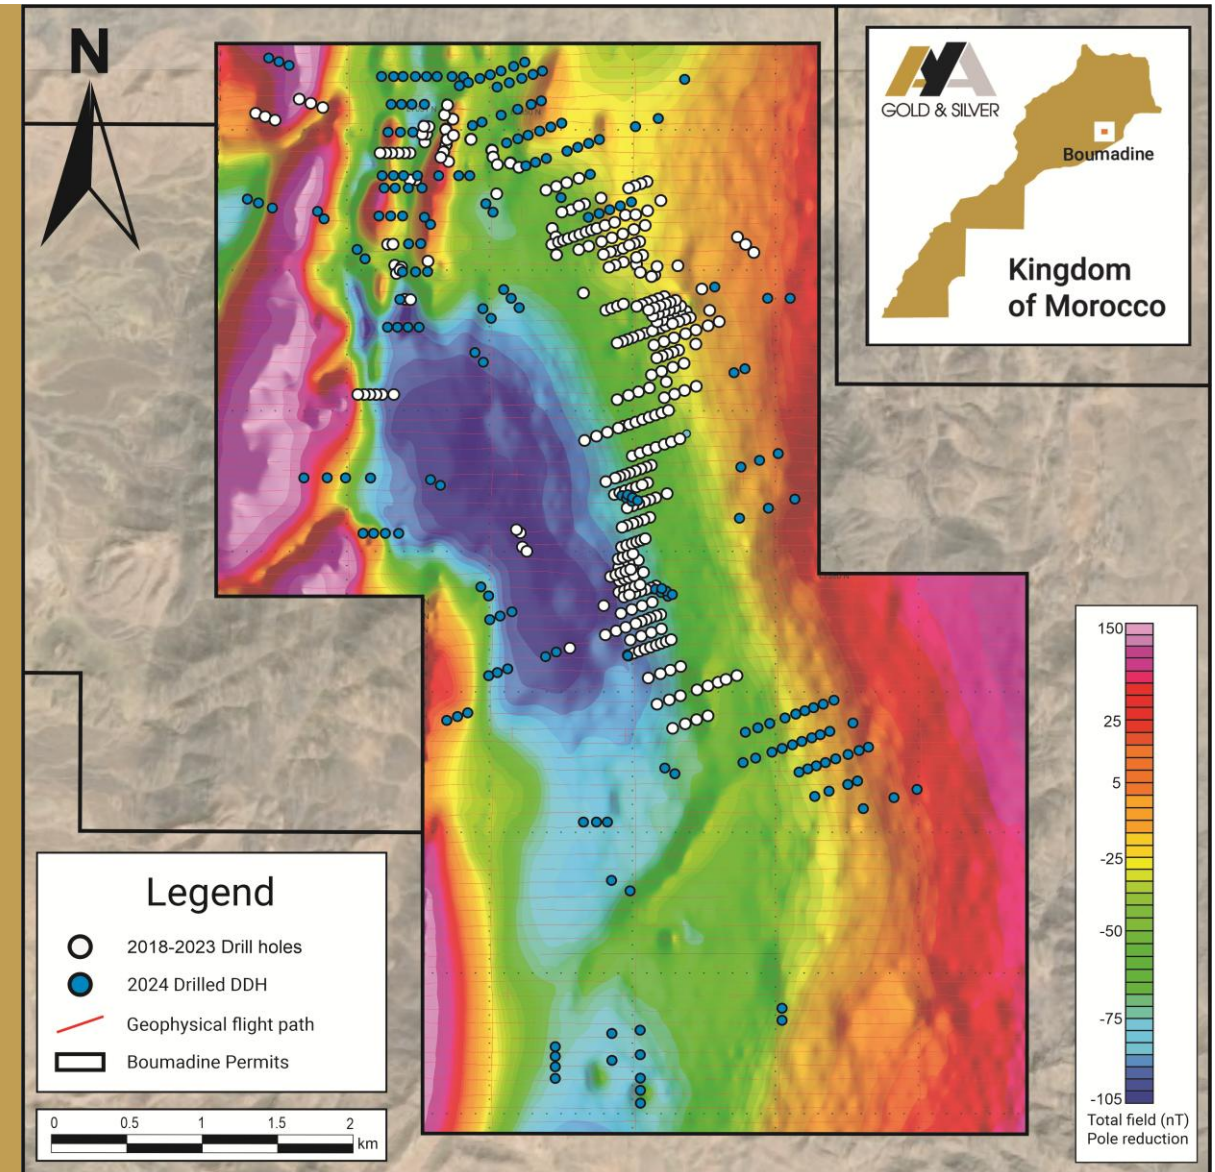 N
AYA
GOLD & SILVER
Boumadine
Kingdom
of Morocco
Legend
2018-2023 Drill holes
2024 Drilled DDH
Geophysical flight path
Boumadine Permits
0 0.5 1 1.5 2
km
150
25
5
-25
-50
-75
-105
Total field (nT)
Pole reduction